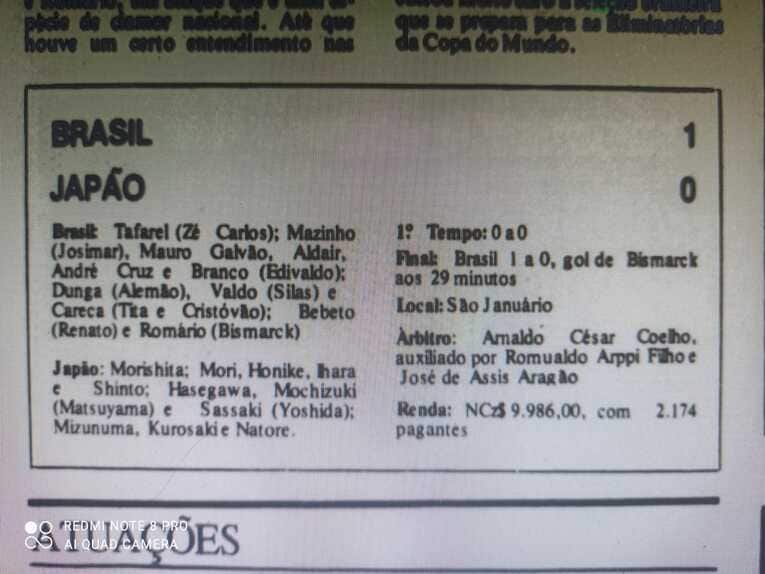 pécie de clamor nacional. Até que
houve um certo entendimento nas
que se prepam para as Eliminatórias
da Copa do Mundo.
BRASIL 1
JAPÃO 0
Brasil: Tafarel (Zé Carlos); Mazinho
(Josimar), Mauro Galvão, Aldair,
André Cruz e Branco (Edivaldo);
Dunga (Alemão), Valdo (Silas) e
Careca (Tita e Cristóvão); Bebeto
(Renato) e Romário (Bismarck)
Japão: Morishita; Mori, Honike, Ihara
e Shinto; Hasegawa, Mochizuki
(Matsuyama) e Sassaki (Yoshida);
Mizunuma, Kurosaki e Natore.
1º Tempo: 0 a 0
Final: Brasil 1 a 0, gol de Bismarck
aos 29 minutos
Local: São Januário
Árbitro: Arnaldo César Coelho,
auxiliado por Romualdo Arppi Filho e
José de Assis Aragão
Renda: NCz$ 9.986,00, com 2.174
pagantes
ATUAÇÕES
REDMI NOTE 8 PRO
AI QUAD CAMERA